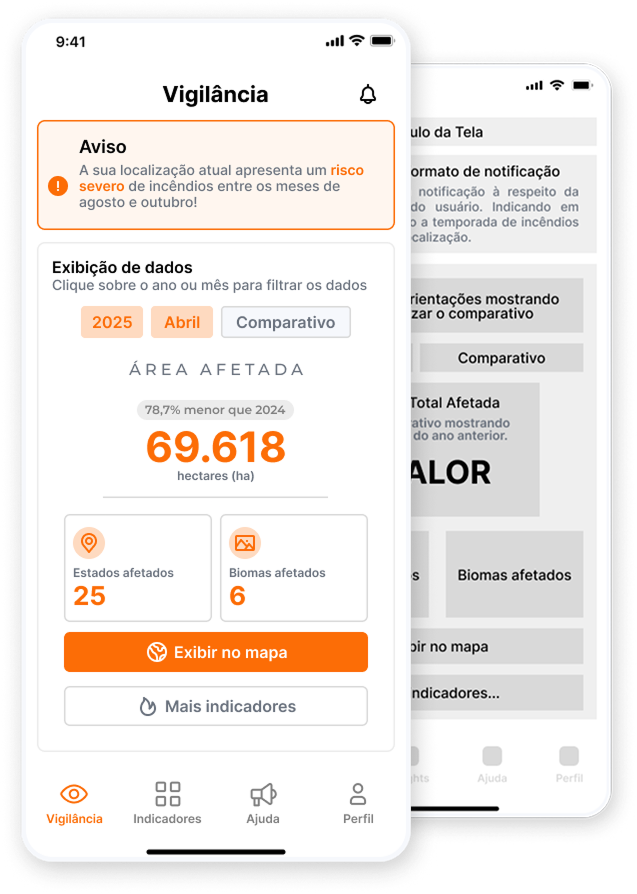 9:41
Vigilância
Aviso
A sua localização atual apresenta um risco
severo de incêndios entre os meses de
agosto e outubro!
Exibição de dados
Clique sobre o ano ou mês para filtrar os dados
2025 Abril Comparativo
ÁREA AFETADA
78,7% menor que 2024
69.618
hectares (ha)
Estados afetados
25
Biomas afetados
6
Exibir no mapa
Mais indicadores
Vigilância Indicadores Ajuda Perfil
ulo da Tela
ormato de notificação
notificação à respeito da
do usuário. Indicando em
o a temporada de incêndios
ocalização.
rientações mostrando
zar o comparativo
Comparativo
Total Afetada
rativo mostrando
do ano anterior.
ALOR
s
Biomas afetados
bir no mapa
ndicadores...
ghts Ajuda Perfil